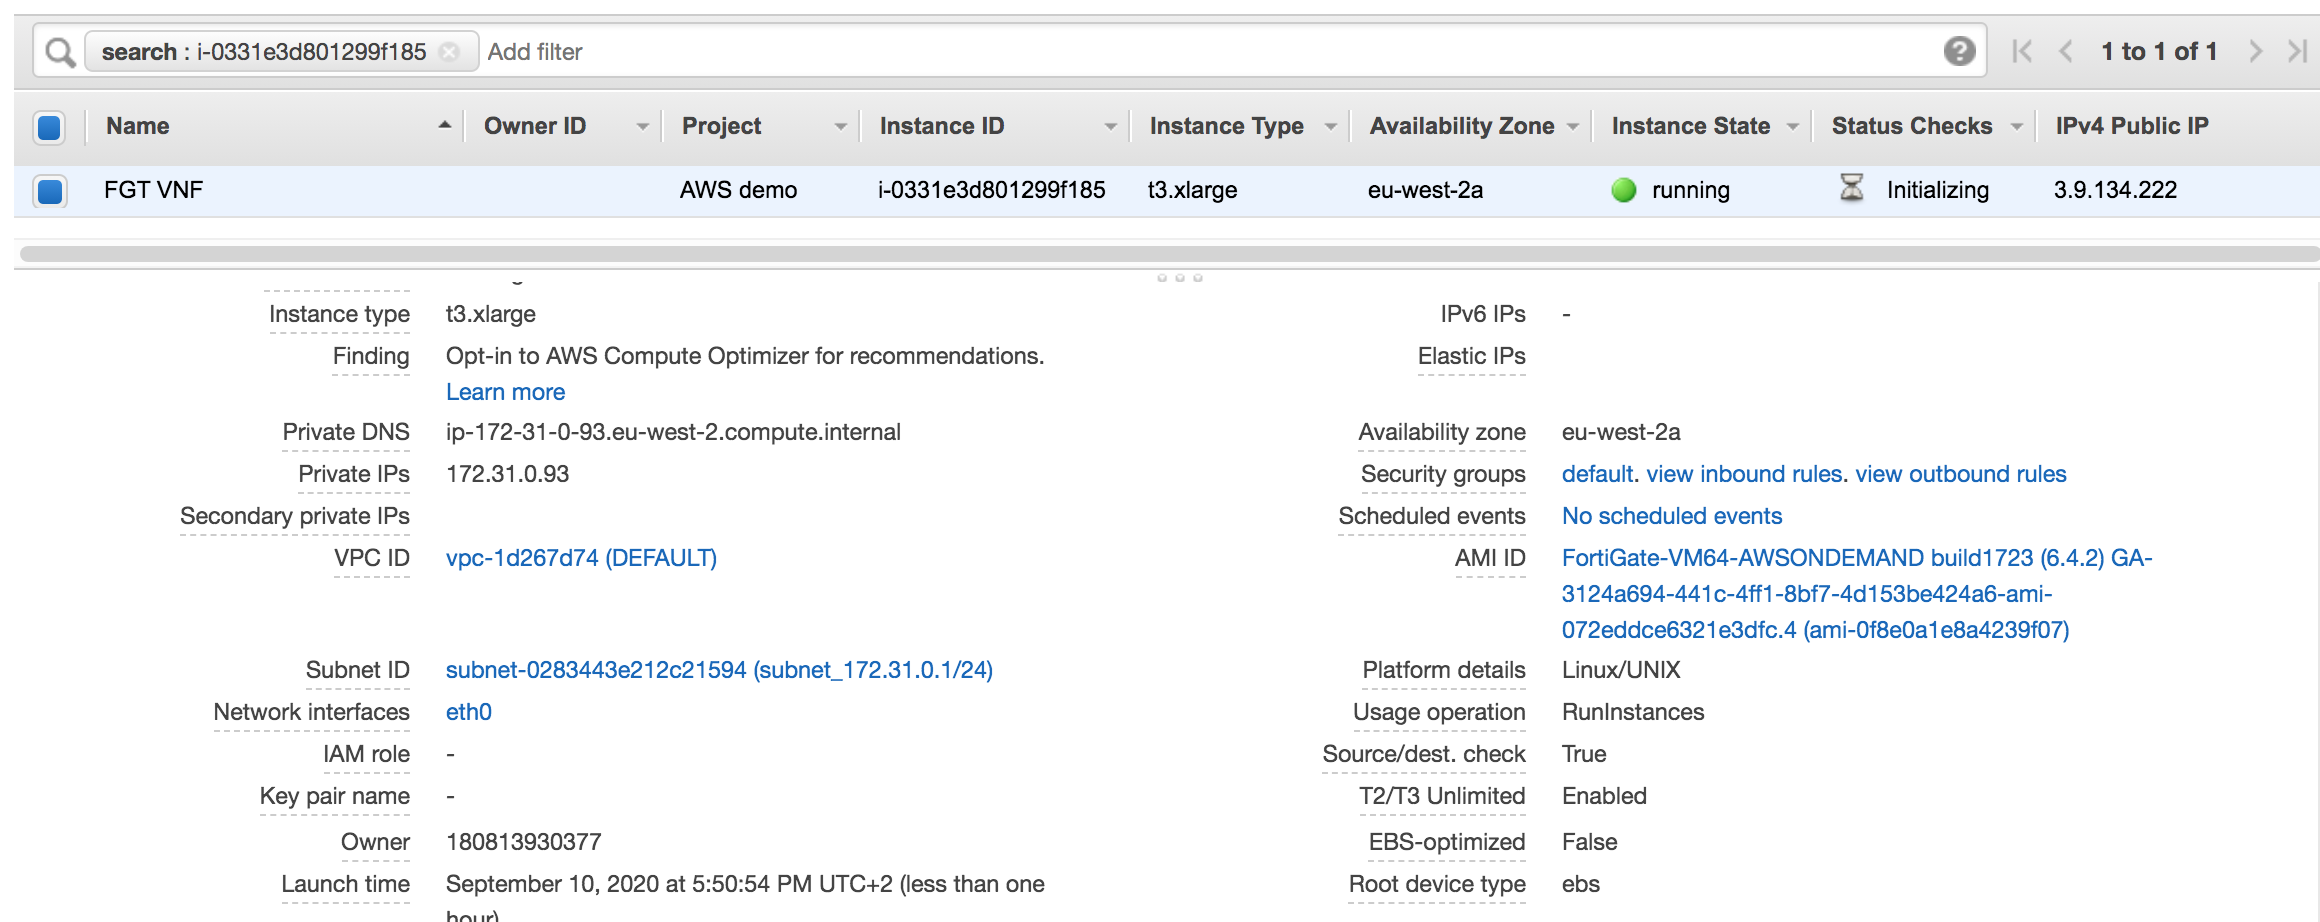 search : i-0331e3d801299f185 Add filter 1 to 1 of 1
Name Owner ID Project Instance ID Instance Type Availability Zone Instance State Status Checks IPv4 Public IP
FGT VNF AWS demo i-0331e3d801299f185 t3.xlarge eu-west-2a running Initializing 3.9.134.222
Instance type t3.xlarge IPv6 IPs -
Finding Opt-in to AWS Compute Optimizer for recommendations. Elastic IPs
Learn more
Private DNS ip-172-31-0-93.eu-west-2.compute.internal Availability zone eu-west-2a
Private IPs 172.31.0.93 Security groups default. view inbound rules. view outbound rules
Secondary private IPs Scheduled events No scheduled events
VPC ID vpc-1d267d74 (DEFAULT) AMI ID FortiGate-VM64-AWSONDEMAND build1723 (6.4.2) GA-
3124a694-441c-4ff1-8bf7-4d153be424a6-ami-
072eddce6321e3dfc.4 (ami-0f8e0a1e8a4239f07)
Subnet ID subnet-0283443e212c21594 (subnet_172.31.0.1/24) Platform details Linux/UNIX
Network interfaces eth0 Usage operation RunInstances
IAM role - Source/dest. check True
Key pair name - T2/T3 Unlimited Enabled
Owner 180813930377 EBS-optimized False
Launch time September 10, 2020 at 5:50:54 PM UTC+2 (less than one Root device type ebs
hour)